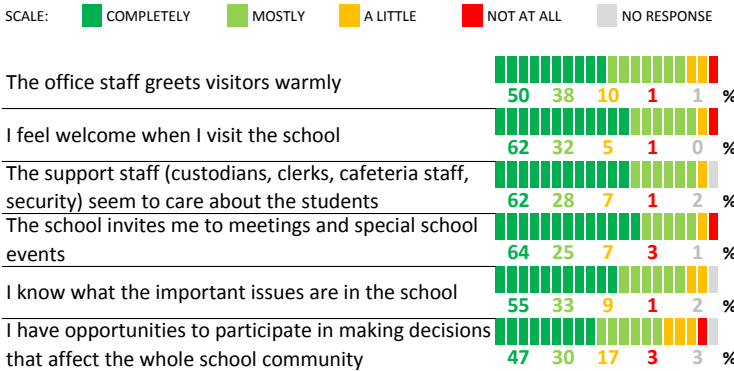 SCALE: COMPLETELY MOSTLY A LITTLE NOT AT ALL NO RESPONSE
The office staff greets visitors warmly
50 38 10 1 1 %
I feel welcome when I visit the school
62 32 5 1 0 %
The support staff (custodians, clerks, cafeteria staff,
security) seem to care about the students
62 28 7 1 2 %
The school invites me to meetings and special school
events
64 25 7 3 1 %
I know what the important issues are in the school
55 33 9 1 2 %
I have opportunities to participate in making decisions
that affect the whole school community
47 30 17 3 3 %